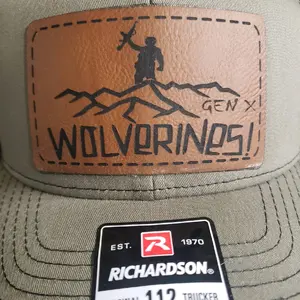 GEN X
WOLVERINES!
EST. R 1970
RICHARDSON®
112 TRUCKER